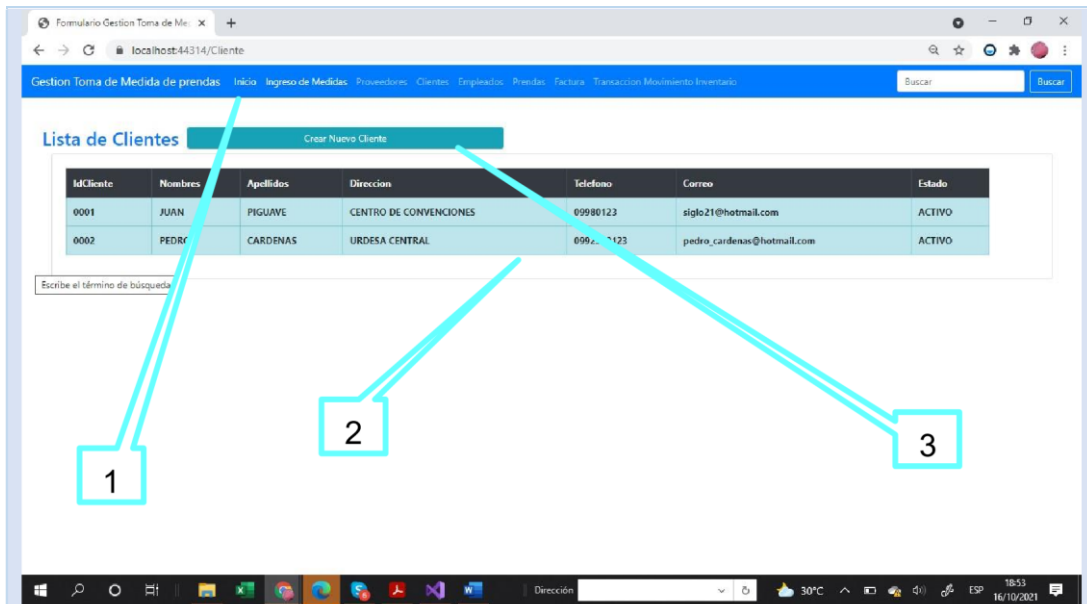 Formulario Gestion Toma de Me
localhost:44314/Cliente
Gestion Toma de Medida de prendas Inicio Ingreso de Medidas Proveedores Clientes Empleados Prendas Factura Transaccion Movimiento Inventario Buscar Buscar
Lista de Clientes Crear Nuevo Cliente
IdCliente Nombres Apellidos Direccion Telefono Correo Estado
0001 JUAN PIGUAVE CENTRO DE CONVENCIONES 09980123 siglo21@hotmail.com ACTIVO
0002 PEDRO CARDENAS URDESA CENTRAL pedro_cardenas@hotmail.com ACTIVO
Escribe el término de búsqueda
1
2
3
Dirección 30°C ESP 18:53
16/10/2021